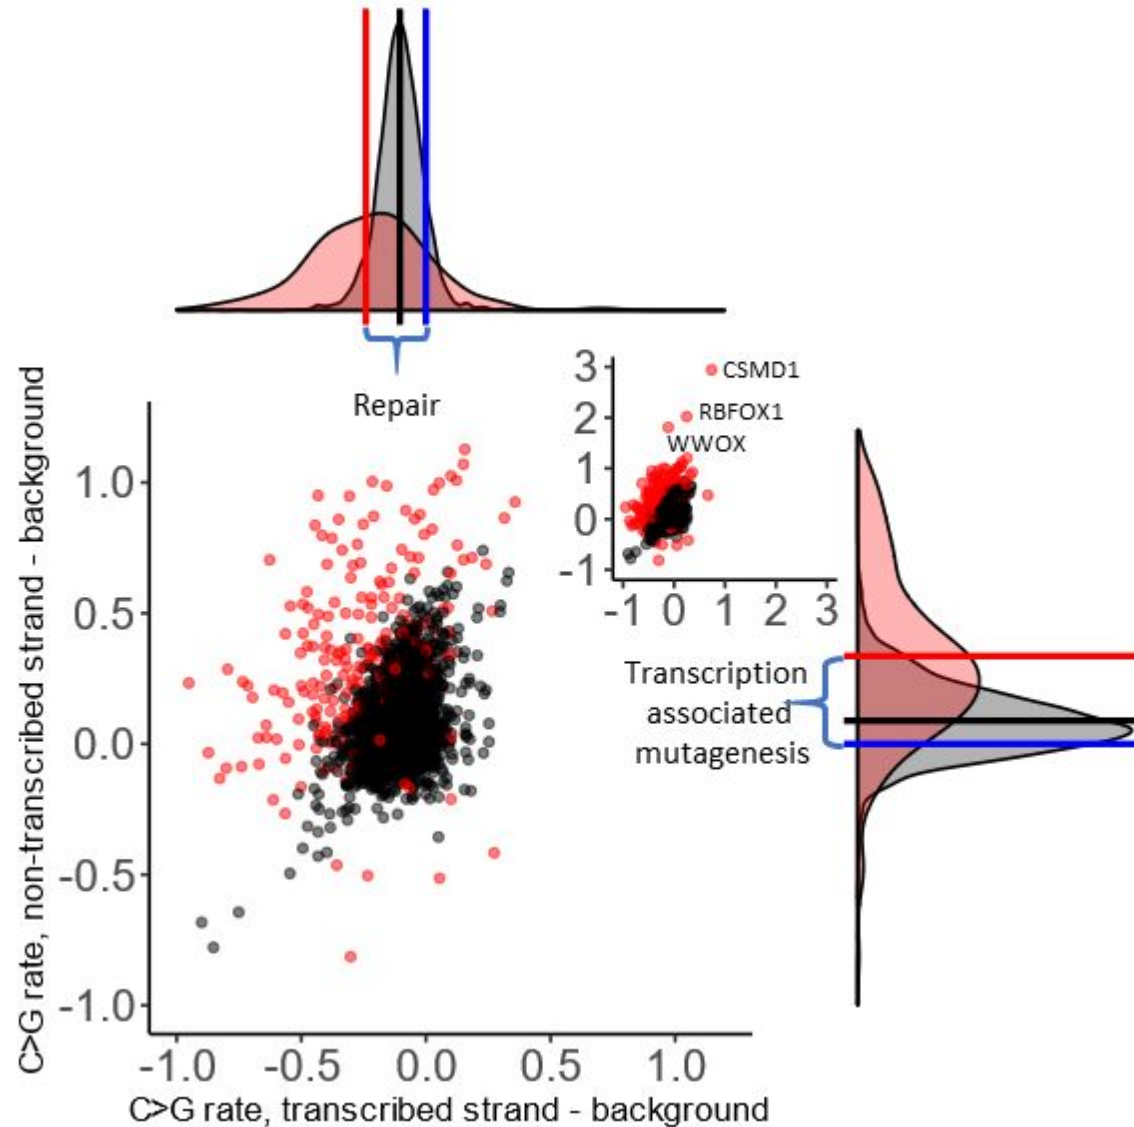 Repair
3
2
1
0
-1
-1 0 1 2 3
CSMD1
RBFOX1
WWOX
Transcription
associated
mutagenesis
C>G rate, non-transcribed strand - background
1.0
0.5
0.0
-0.5
-1.0
-1.0 -0.5 0.0 0.5 1.0
C>G rate, transcribed strand - background